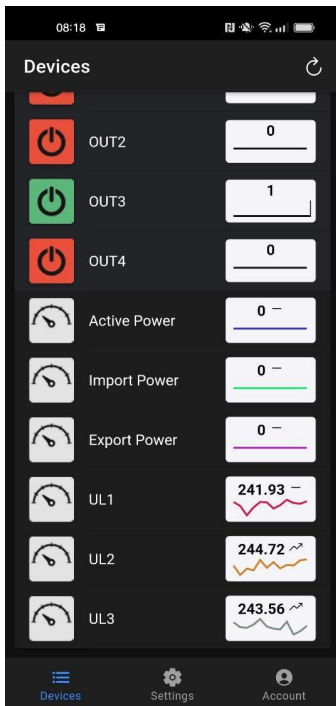 08:18
Devices
OUT2
0
OUT3
1
OUT4
0
Active Power
0 —
Import Power
0 —
Export Power
0 —
UL1
241.93 —
UL2
244.72
UL3
243.56
Devices Settings Account